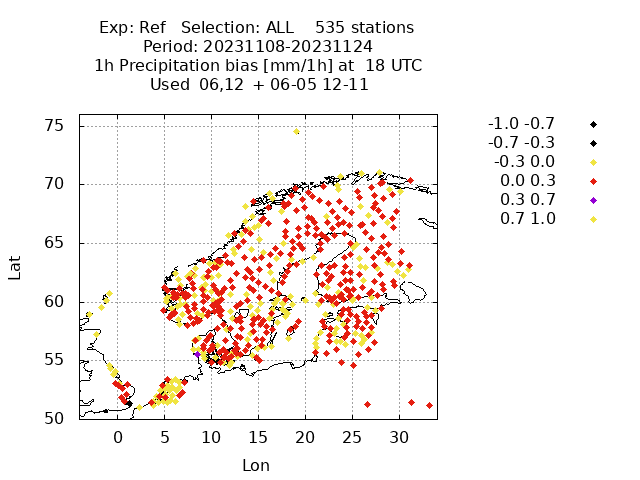 Exp: Ref Selection: ALL 535 stations
Period: 20231108-20231124
1h Precipitation bias [mm/1h] at 18 UTC
Used 06,12 + 06-05 12-11
-1.0 -0.7
-0.7 -0.3
-0.3 0.0
0.0 0.3
0.3 0.7
0.7 1.0
75
70
65
60
55
50
Lat
0 5 10 15 20 25 30
Lon